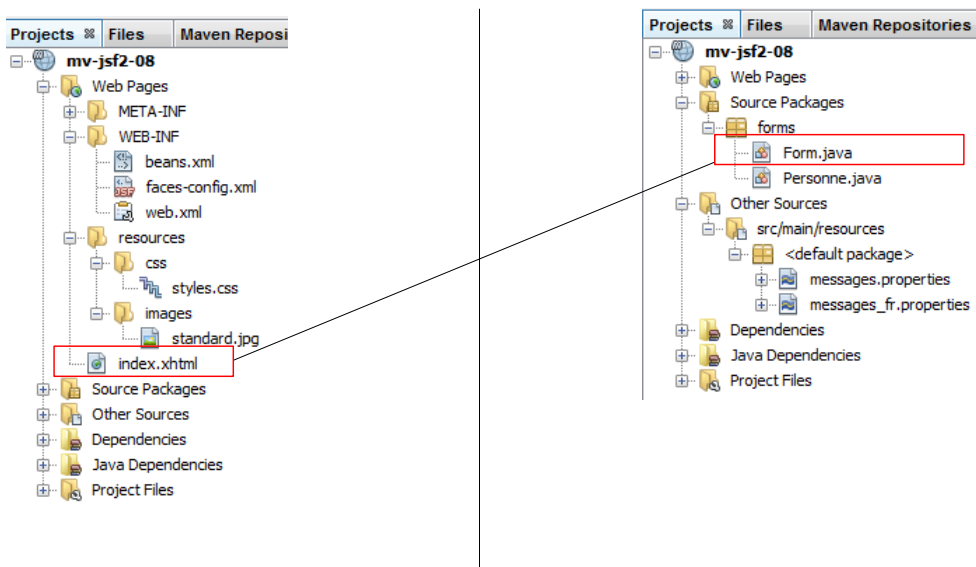 Projects Files Maven Reposi
mv-jsf2-08
Web Pages
META-INF
WEB-INF
beans.xml
faces-config.xml
web.xml
resources
css
styles.css
images
standard.jpg
index.xhtml
Source Packages
Other Sources
Dependencies
Java Dependencies
Project Files
Projects Files Maven Repositories
mv-jsf2-08
Web Pages
Source Packages
forms
Form.java
Personne.java
Other Sources
src/main/resources
<default package>
messages.properties
messages_fr.properties
Dependencies
Java Dependencies
Project Files